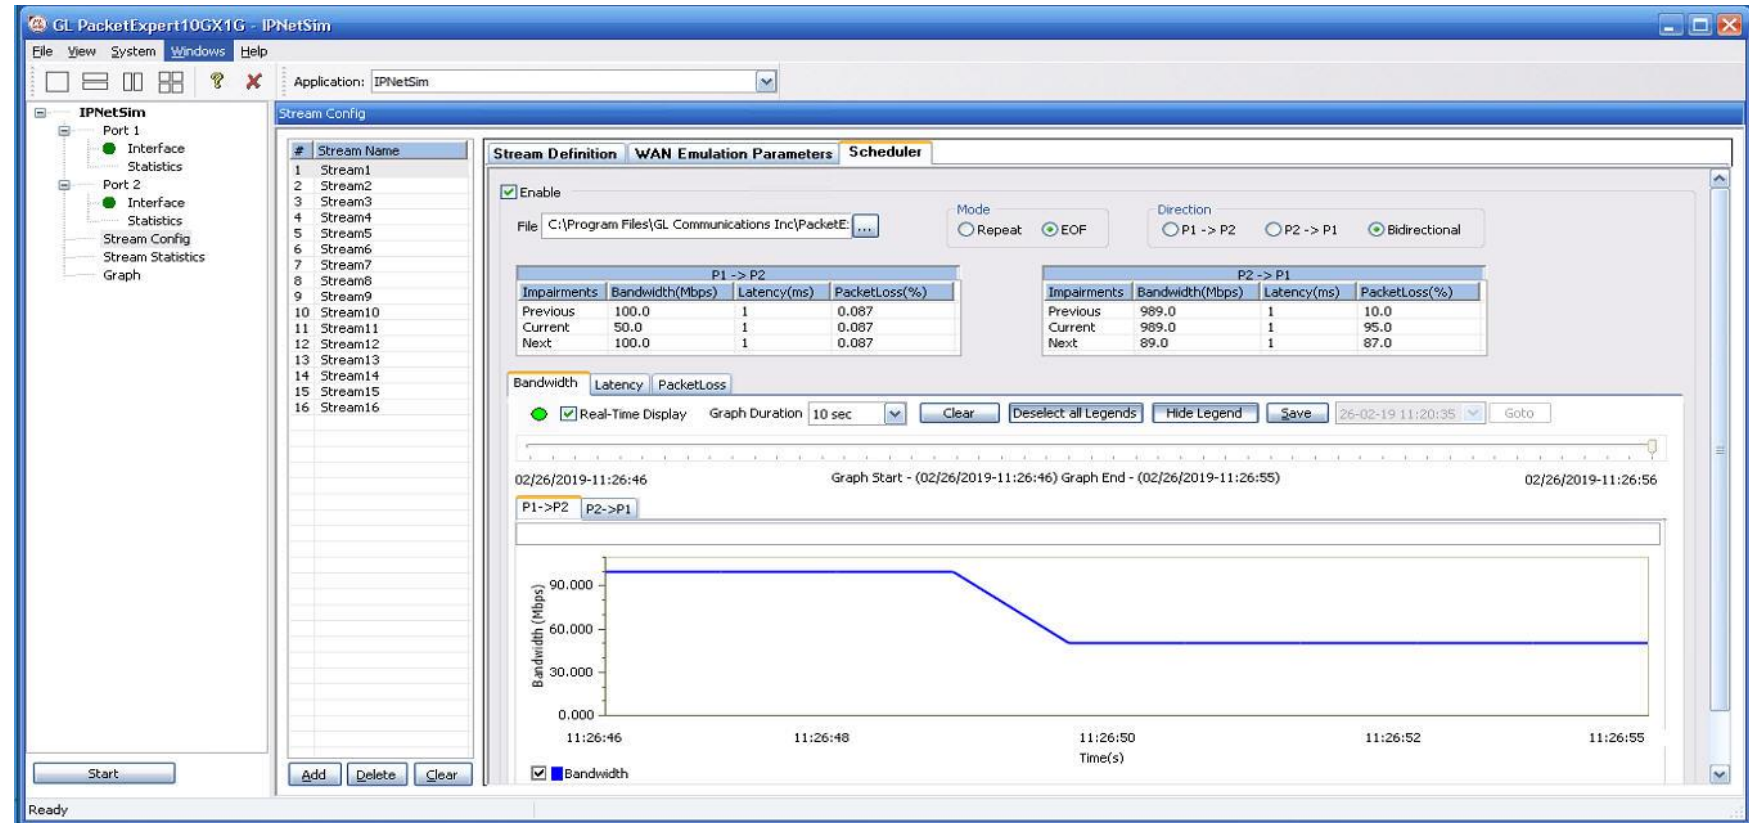 GL PacketExpert10GX1G - IPNetSim
File View System Windows Help
Application: IPNetSim
IPNetSim
Port 1
Interface
Statistics
Port 2
Interface
Statistics
Stream Config
Stream Statistics
Graph
Start
Stream Config
# Stream Name
1 Stream1
2 Stream2
3 Stream3
4 Stream4
5 Stream5
6 Stream6
7 Stream7
8 Stream8
9 Stream9
10 Stream10
11 Stream11
12 Stream12
13 Stream13
14 Stream14
15 Stream15
16 Stream16
Add Delete Clear
Stream Definition WAN Emulation Parameters Scheduler
Enable
File C:\Program Files\GL Communications Inc\PacketE: ...
Mode
Repeat EOF
Direction
P1 -> P2 P2 -> P1 Bidirectional
P1 -> P2
Impairments Bandwidth(Mbps) Latency(ms) PacketLoss(%)
Previous 100.0 1 0.087
Current 50.0 1 0.087
Next 100.0 1 0.087
P2 -> P1
Impairments Bandwidth(Mbps) Latency(ms) PacketLoss(%)
Previous 989.0 1 10.0
Current 989.0 1 95.0
Next 89.0 1 87.0
Bandwidth Latency PacketLoss
Real-Time Display Graph Duration 10 sec Clear Deselect all Legends Hide Legend Save 26-02-19 11:20:35 Goto
02/26/2019-11:26:46 Graph Start - (02/26/2019-11:26:46) Graph End - (02/26/2019-11:26:55) 02/26/2019-11:26:56
P1->P2 P2->P1
Bandwidth (Mbps)
90.000
60.000
30.000
0.000
11:26:46 11:26:48 11:26:50 11:26:52 11:26:55
Time(s)
Bandwidth
Ready